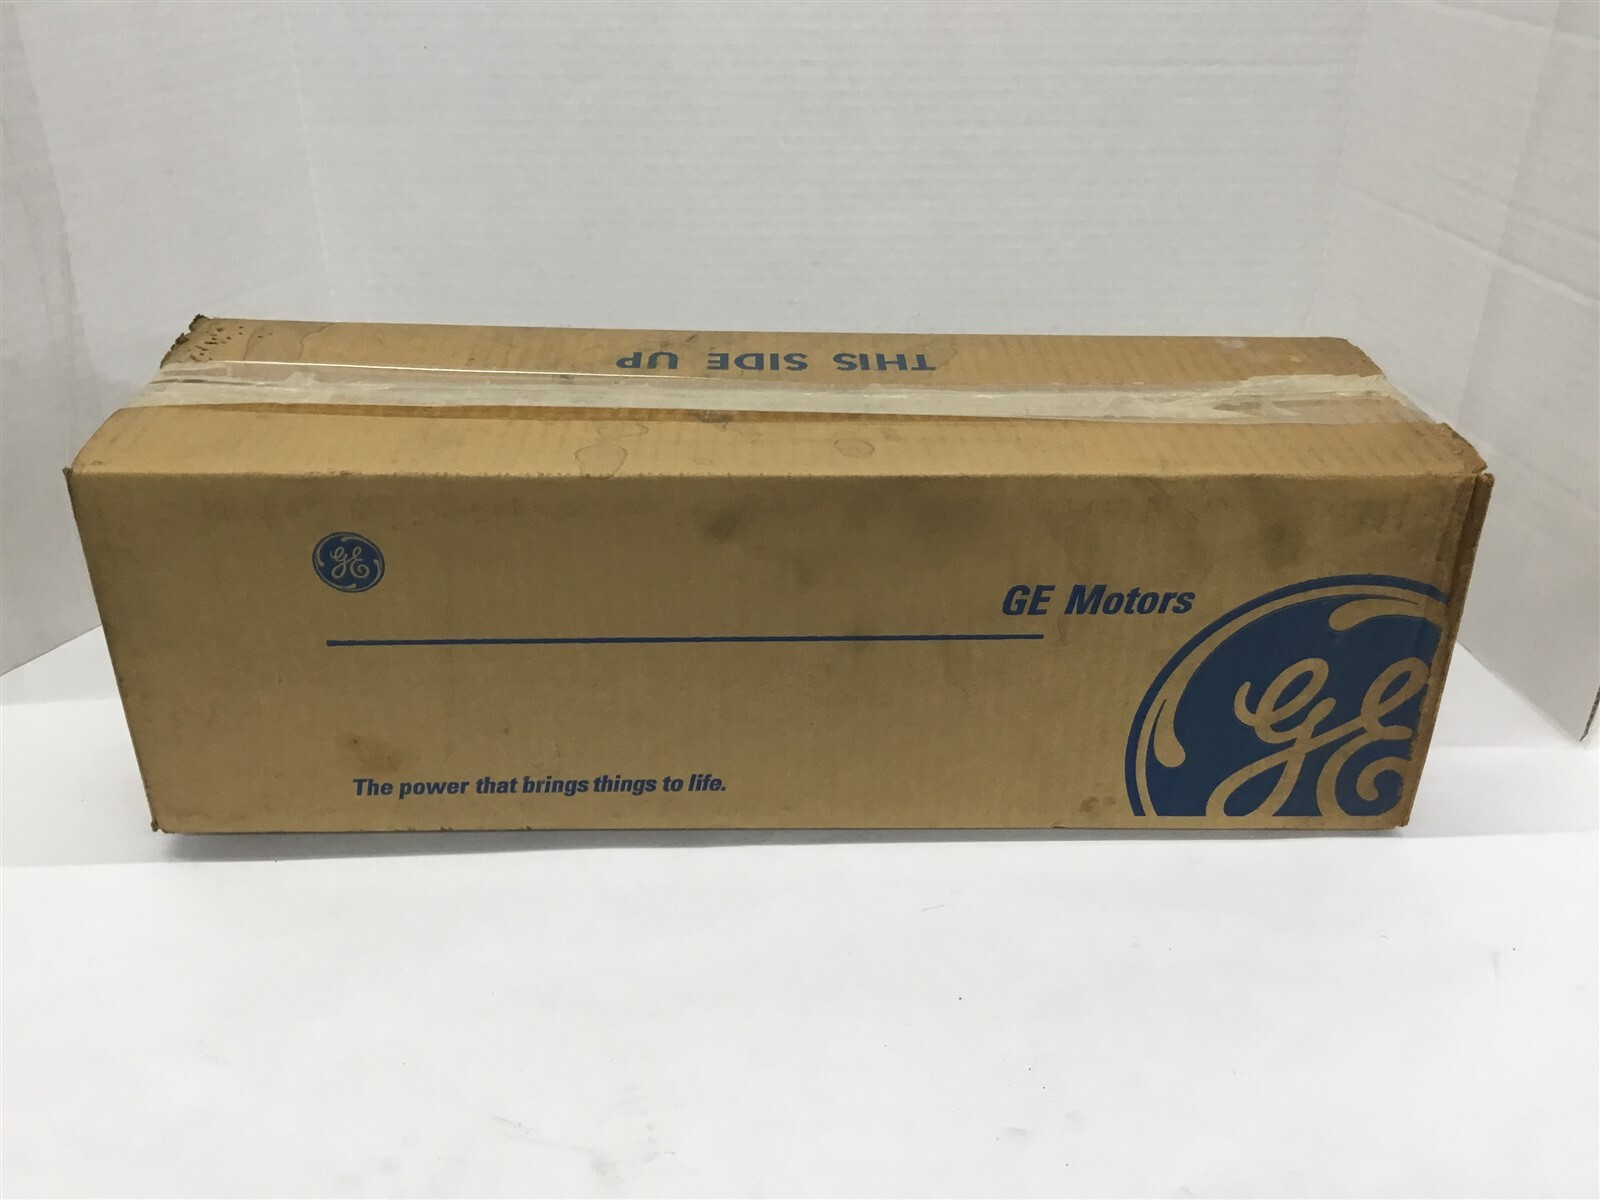 THIS SIDE UP
GE
GE Motors
The power that brings things to life.
GE